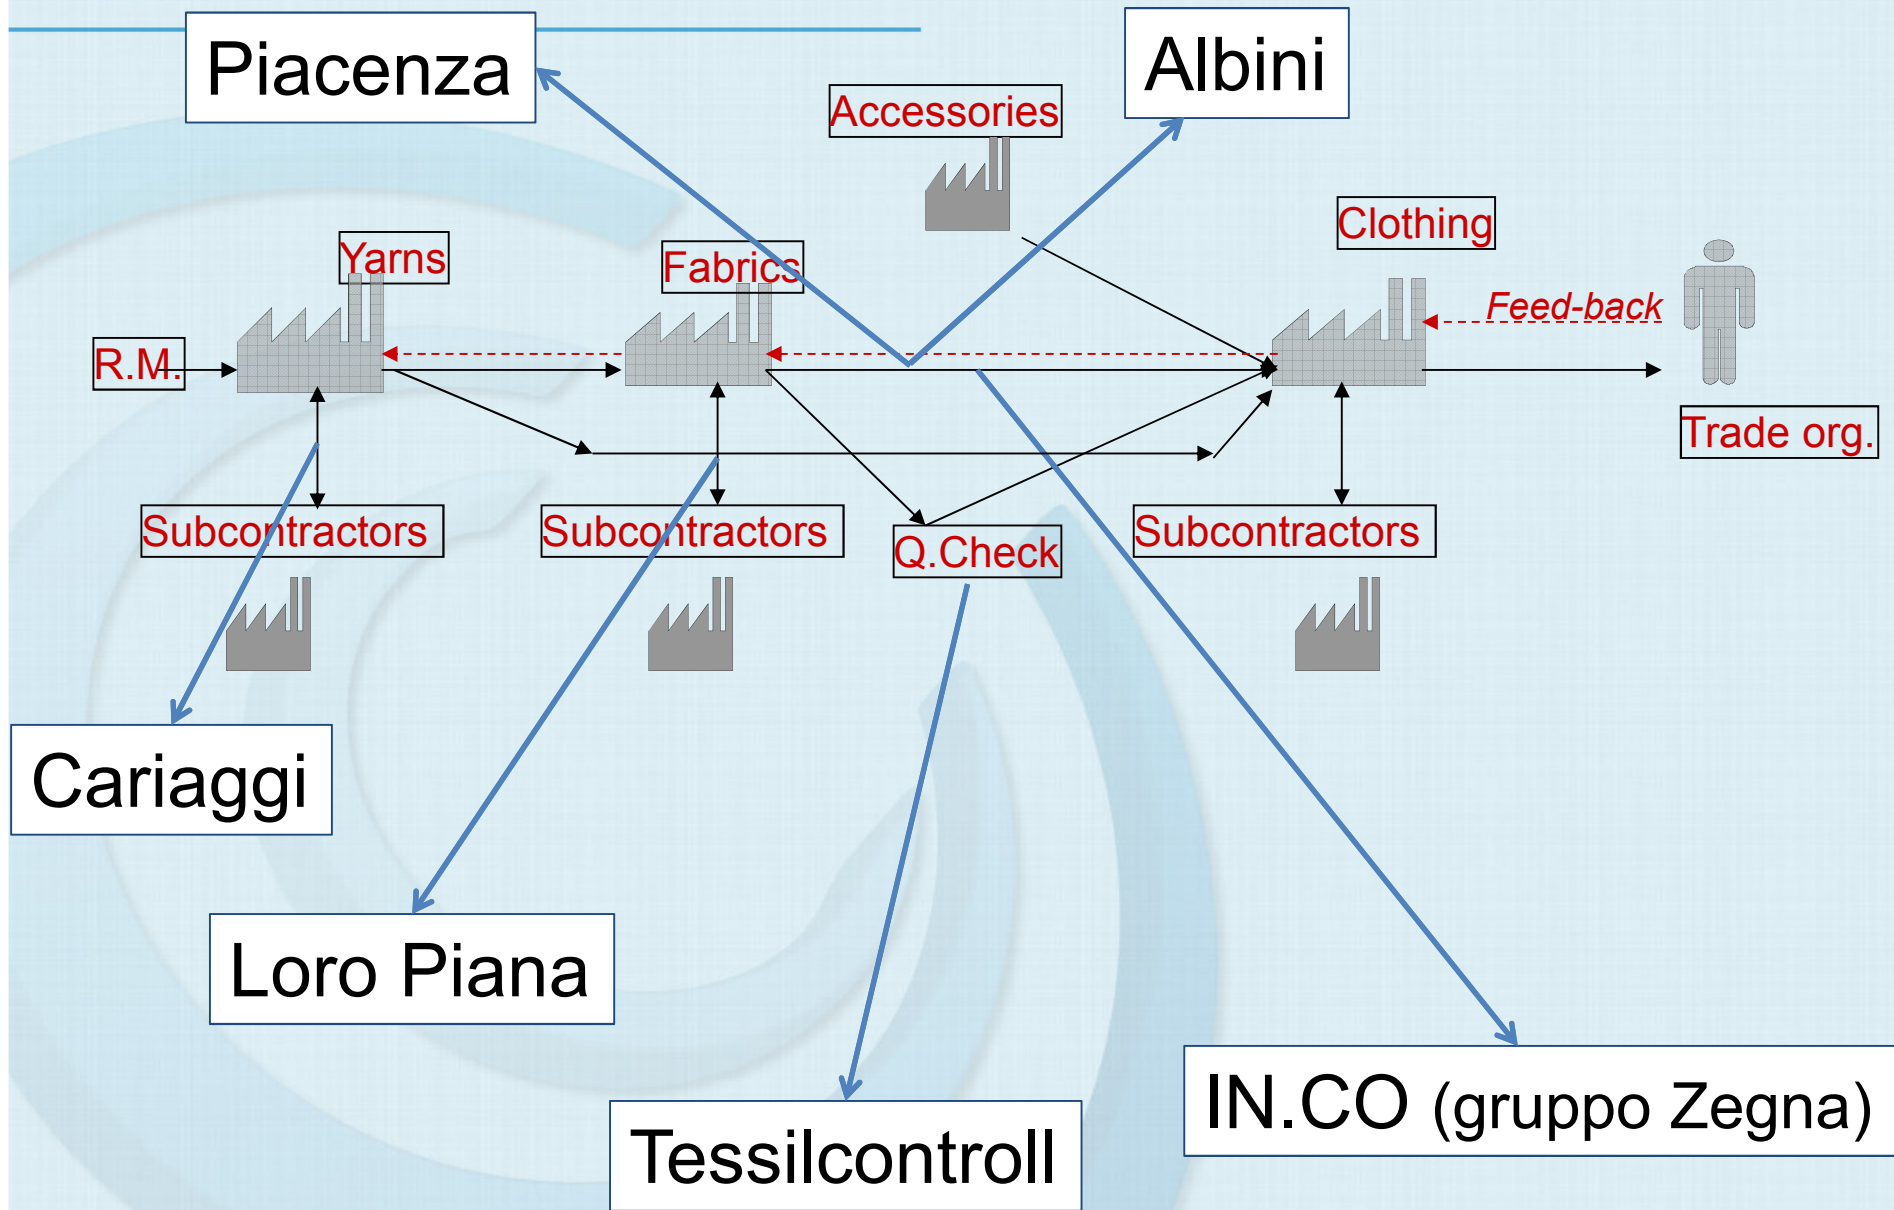 Piacenza
Albini
Accessories
Clothing
Yarns
Fabrics
Feed-back
R.M.
Trade org.
Subcontractors
Subcontractors
Q.Check
Subcontractors
Cariaggi
Loro Piana
IN.CO (gruppo Zegna)
Tessilcontroll